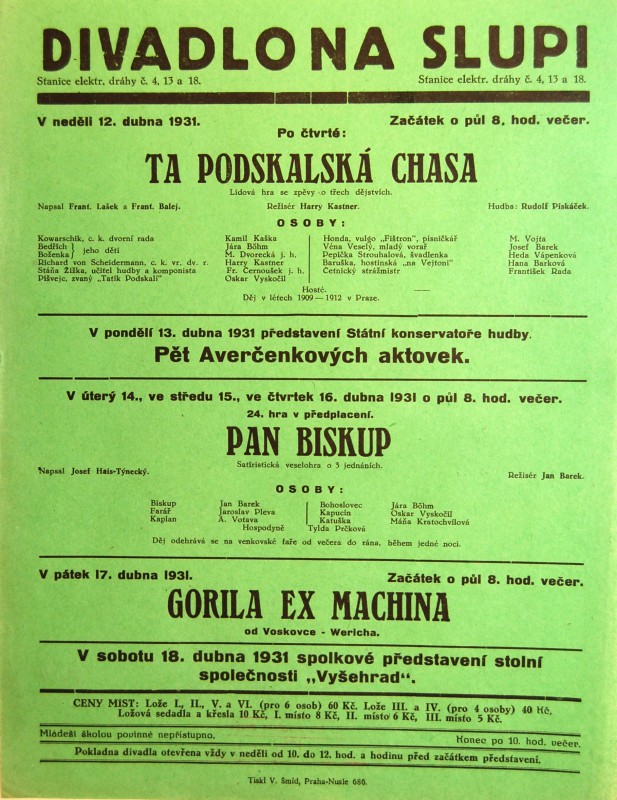 DIVADLO NA SLUPI
Stanice elektr. dráhy č. 4, 13 a 18. Stanice elektr. dráhy č. 4, 13 a 18.
V neděli 12. dubna 1931. Začátek o půl 8. hod. večer.
Po čtvrté:
TA PODSKALSKÁ CHASA
Lidová hra se zpěvy o třech dějstvích.
Napsal Frant. Lašek a Frant. Balej. Režisér Harry Kastner. Hudba: Rudolf Piskáček.
OSOBY:
Kowarschik, c. k. dvorní rada Kamil Kaška Honda, vulgo „Fištron", písničkář M. Vojta
Bedřich } jeho děti Jára Böhm Věna Veselý, mladý vorař Josef Barek
Boženka M. Dvorecká j. h. Pepička Strouhalová, švadlenka Heda Vápenková
Richard von Scheidermann, c. k. vr. dv. r. Harry Kastner Baruška, hostinská „na Vejtoni" Hana Barková
Stáňa Žižka, učitel hudby a komponista Fr. Černoušek j. h. Četnický strážmistr František Rada
Pišvejc, zvaný „Tatík Podskalí" Oskar Vyskočil
Hosté.
Děj v létech 1909—1912 v Praze.
V pondělí 13. dubna 1931 představení Státní konservatoře hudby.
Pět Averčenkových aktovek.
V úterý 14., ve středu 15., ve čtvrtek 16. dubna 1931 o půl 8. hod. večer.
24. hra v předplacení.
PAN BISKUP
Satiristická veselohra o 3 jednáních.
Napsal Josef Hais-Týnecký. Režisér Jan Barek.
OSOBY:
Biskup Jan Barek Bohoslovec Jára Böhm
Farář Jaroslav Pleva Kapucín Oskar Vyskočil
Kaplan A. Votava Katuška Máňa Kratochvílová
Hospodyně Tylda Prčková
Děj odehrává se na venkovské faře od večera do rána, během jedné noci.
V pátek 17. dubna 1931. Začátek o půl 8. hod. večer.
GORILA EX MACHINA
od Voskovce - Wericha.
V sobotu 18. dubna 1931 spolkové představení stolní
společnosti „Vyšehrad".
CENY MÍST: Lože I., II., V. a VI. (pro 6 osob) 60 Kč. Lože III. a IV. (pro 4 osoby) 40 Kč.
Ložová sedadla a křesla 10 Kč, I. místo 8 Kč, II. místo 6 Kč, III. místo 5 Kč.
Mládeži školou povinné nepřístupno. Konec po 10. hod. večer.
Pokladna divadla otevřena vždy v neděli od 10. do 12. hod. a hodinu před začátkem představení.
Tiskl V. Šmíd, Praha-Nusle 686.